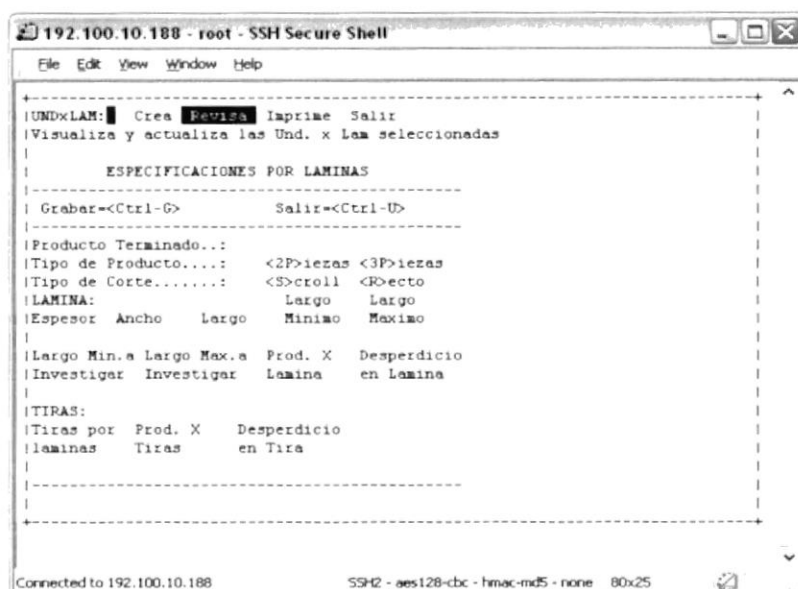 192.100.10.188 - root - SSH Secure Shell
File Edit View Window Help
UNDxLAM: Crea Revisa Imprime Salir
Visualiza y actualiza las Und. x Lam seleccionadas
ESPECIFICACIONES POR LAMINAS
Grabar=<Ctrl-G> Salir=<Ctrl-U>
Producto Terminado..:
Tipo de Producto....: <2P>iezas <3P>iezas
Tipo de Corte.......: <S>croll <R>ecto
LAMINA: Largo Largo
Espesor Ancho Largo Minimo Maximo
Largo Min.a Largo Max.a Prod. X Desperdicio
Investigar Investigar Lamina en Lamina
TIRAS:
Tiras por Prod. X Desperdicio
laminas Tiras en Tira
Connected to 192.100.10.188 SSH2 - aes128-cbc - hmac-md5 - none 80x25